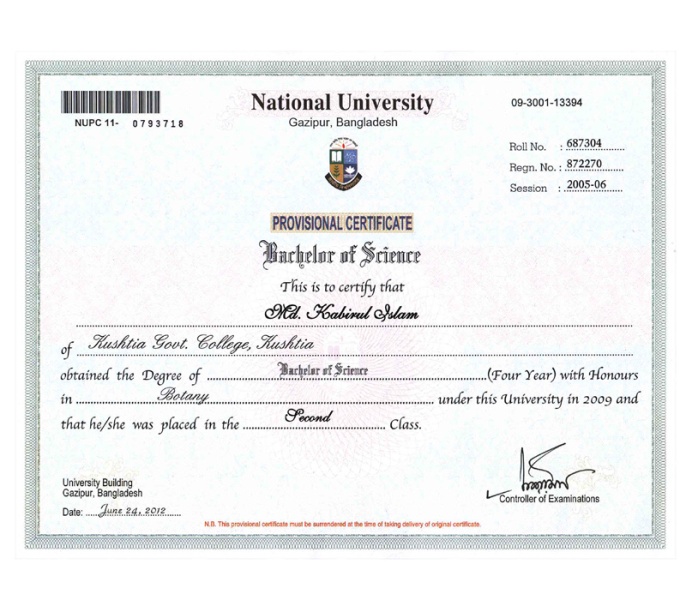 National University
Gazipur, Bangladesh
NUPC 11- 0793718
09-3001-13394
Roll No. : 687304
Regn. No. : 872270
Session : 2005-06
PROVISIONAL CERTIFICATE
Bachelor of Science
This is to certify that
Md. Kabirul Islam
of Kushtia Govt. College, Kushtia
obtained the Degree of Bachelor of Science (Four Year) with Honours
in Botany under this University in 2009 and
that he/she was placed in the Second Class.
University Building
Gazipur, Bangladesh
Date: June 24, 2012
Controller of Examinations
N.B. This provisional certificate must be surrendered at the time of taking delivery of original certificate.